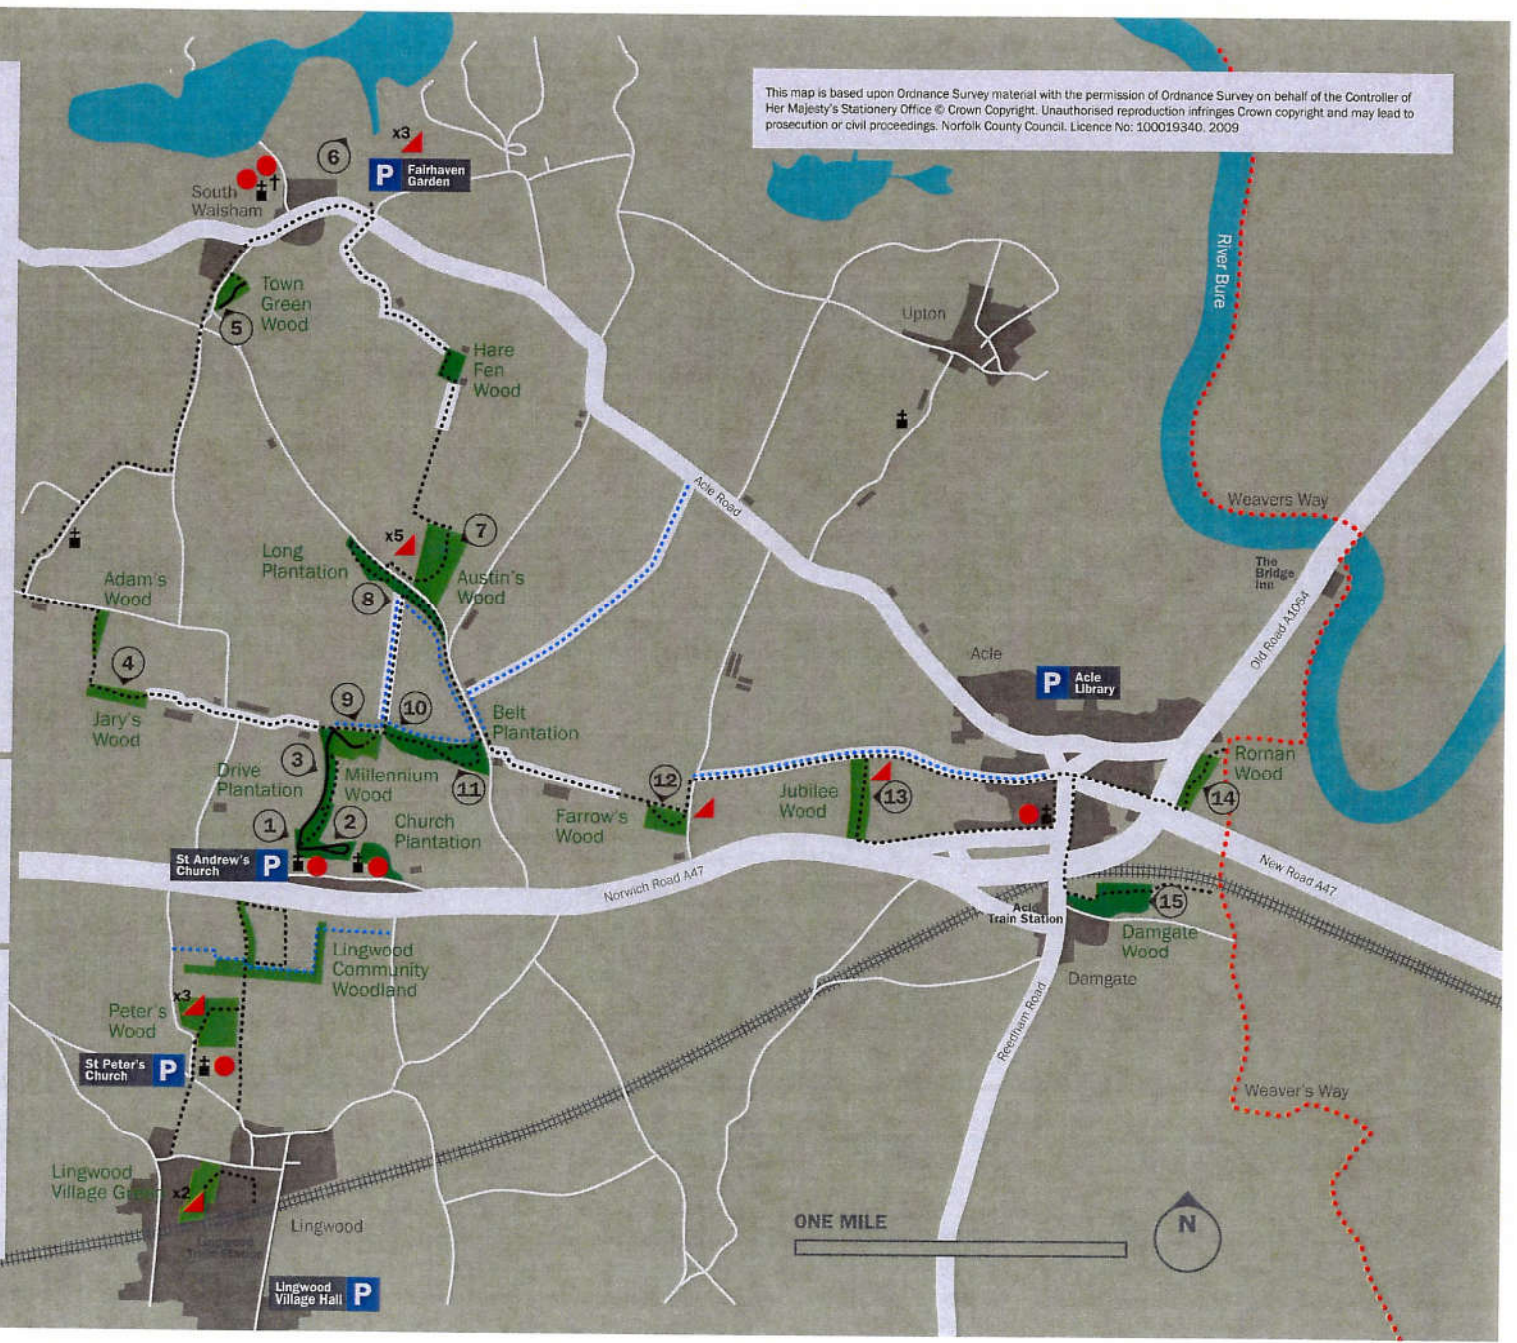 This map is based upon Ordnance Survey material with the permission of Ordnance Survey on behalf of the Controller of
Her Majesty's Stationery Office © Crown Copyright. Unauthorised reproduction infringes Crown copyright and may lead to
prosecution or civil proceedings. Norfolk County Council. Licence No: 100019340. 2009
x3
6
P
Fairhaven
Garden
South
Walsham
River Bure
Town
Green
Wood
5
Upton
Hare
Fen
Wood
Acle Road
Weavers Way
x5
7
Long
Plantation
The
Bridge
Inn
Adam's
Wood
Austin's
Wood
8
Old Road A1064
4
Acle
P
Acle
Library
9
10
Jary's
Wood
Belt
Plantation
3
Drive
Plantation
Millennium
Wood
11
12
Jubilee
Wood
13
Roman
Wood
14
1
2
Church
Plantation
Farrow's
Wood
St Andrew's
Church
P
Norwich Road A47
New Road A47
15
Acle
Train Station
Damgate
Wood
Lingwood
Community
Woodland
Damgate
x3
Peter's
Wood
Reedham Road
St Peter's
Church
P
Weaver's Way
Lingwood
Village Green
x2
Lingwood
Lingwood
Train Station
ONE MILE
N
Lingwood
Village Hall
P